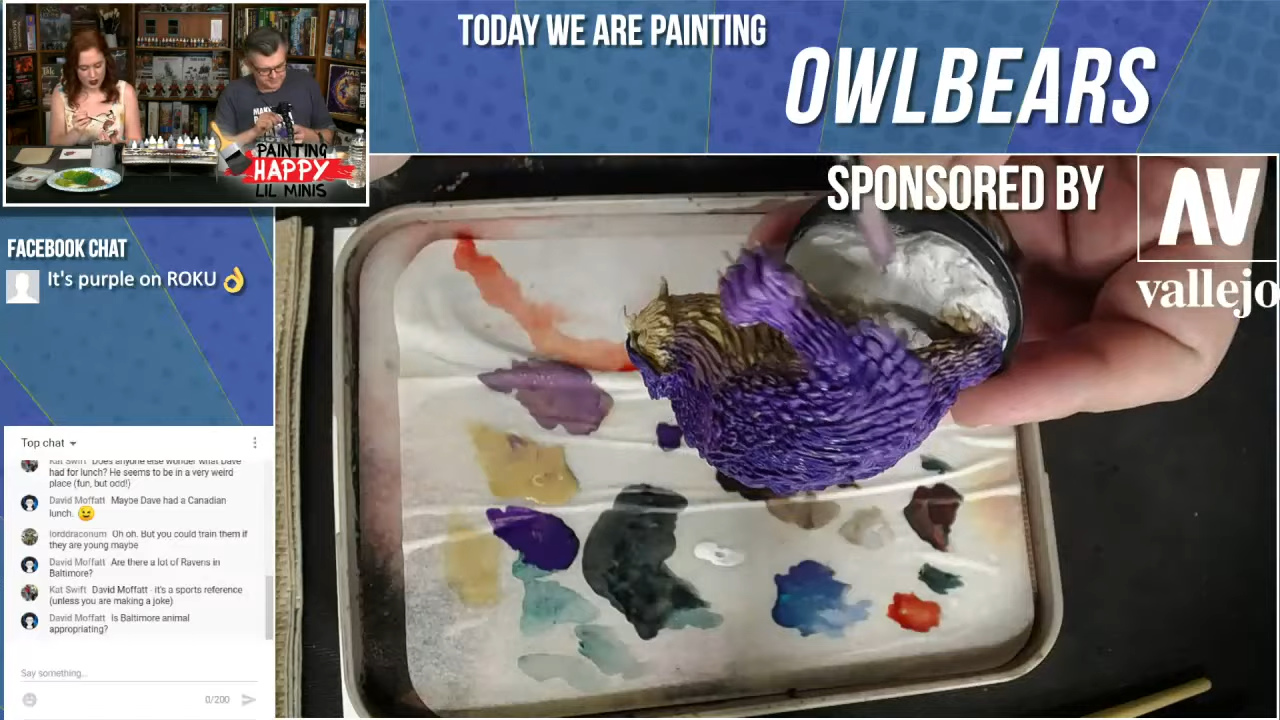 TODAY WE ARE PAINTING
OWLBEARS
PAINTING
HAPPY
LIL MINIS
SPONSORED BY
AV
vallejo
FACEBOOK CHAT
It's purple on ROKU 👌
Top chat
Kat Swift Does anyone else wonder what Dave
had for lunch? He seems to be in a very weird
place (fun, but odd!)
David Moffatt Maybe Dave had a Canadian
lunch. 😉
lorddraconum Oh oh. But you could train them if
they are young maybe
David Moffatt Are there a lot of Ravens in
Baltimore?
Kat Swift David Moffatt - it's a sports reference
(unless you are making a joke)
David Moffatt Is Baltimore animal
appropriating?
Say something...
0/200